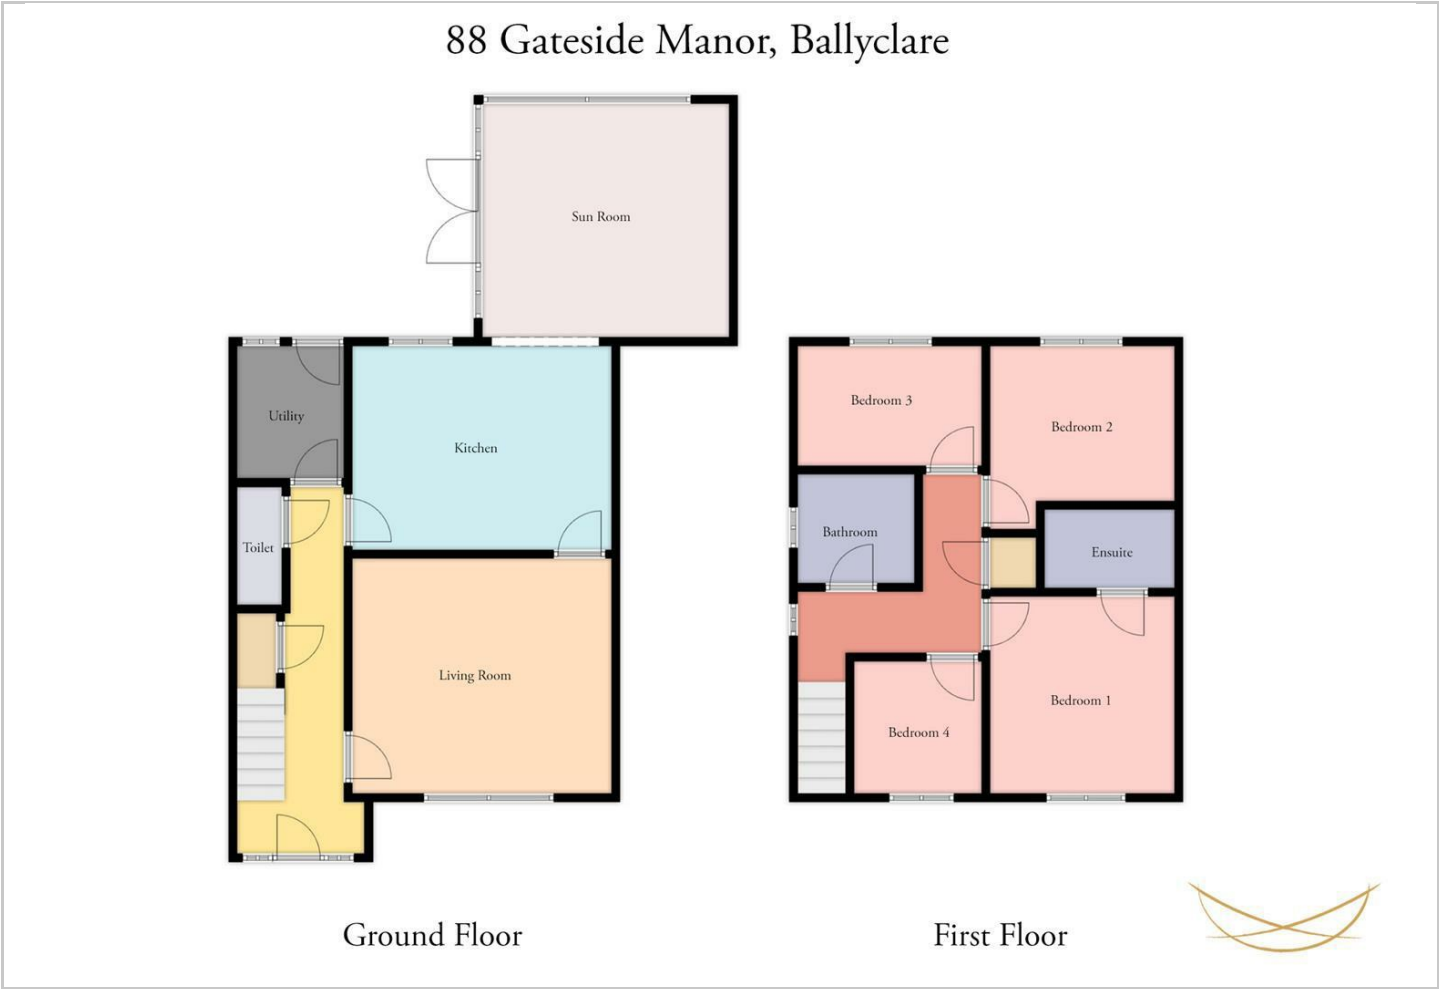 88 Gateside Manor, Ballyclare
Sun Room
Utility
Kitchen
Toilet
Living Room
Bedroom 3
Bedroom 2
Bathroom
Ensuite
Bedroom 1
Bedroom 4
Ground Floor
First Floor